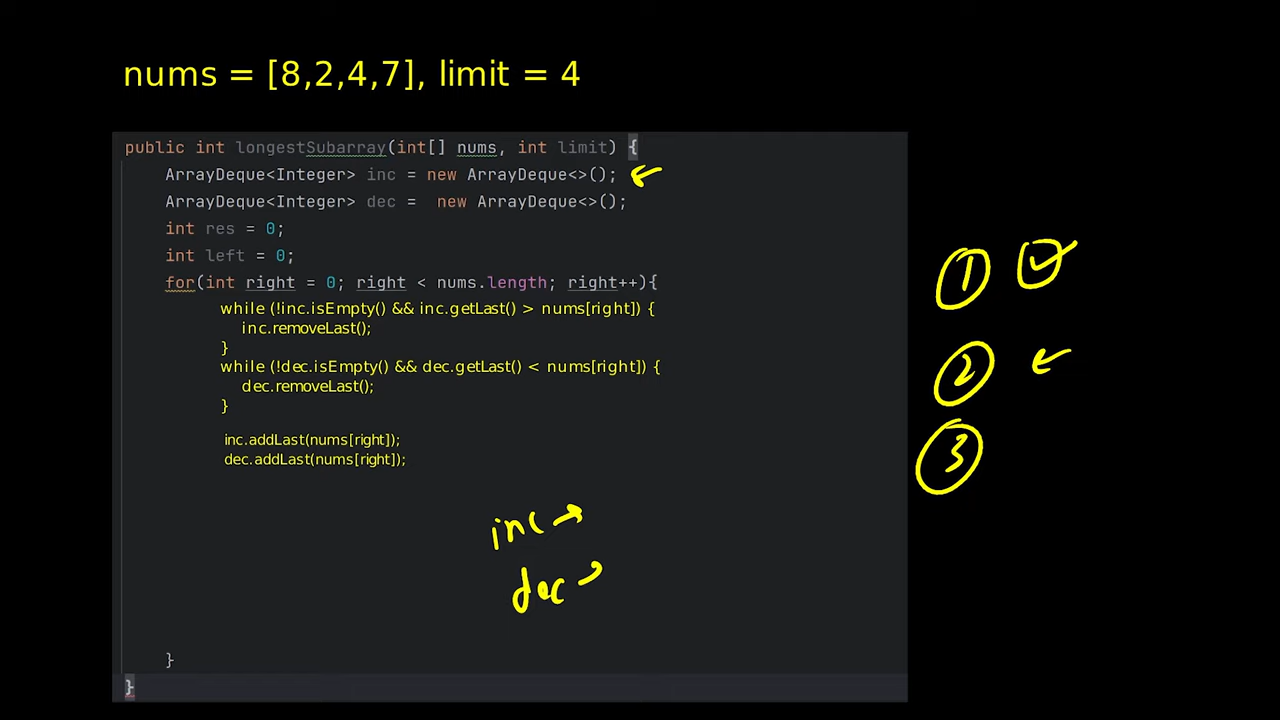 nums = [8,2,4,7], limit = 4
public int longestSubarray(int[] nums, int limit) {
ArrayDeque<Integer> inc = new ArrayDeque<>();
ArrayDeque<Integer> dec =  new ArrayDeque<>();
int res = 0;
int left = 0;
for(int right = 0; right < nums.length; right++){
while (!inc.isEmpty() && inc.getLast() > nums[right]) {
inc.removeLast();
}
while (!dec.isEmpty() && dec.getLast() < nums[right]) {
dec.removeLast();
}
inc.addLast(nums[right]);
dec.addLast(nums[right]);
inc →
dec →
}
}
1 ✓
2 ←
3